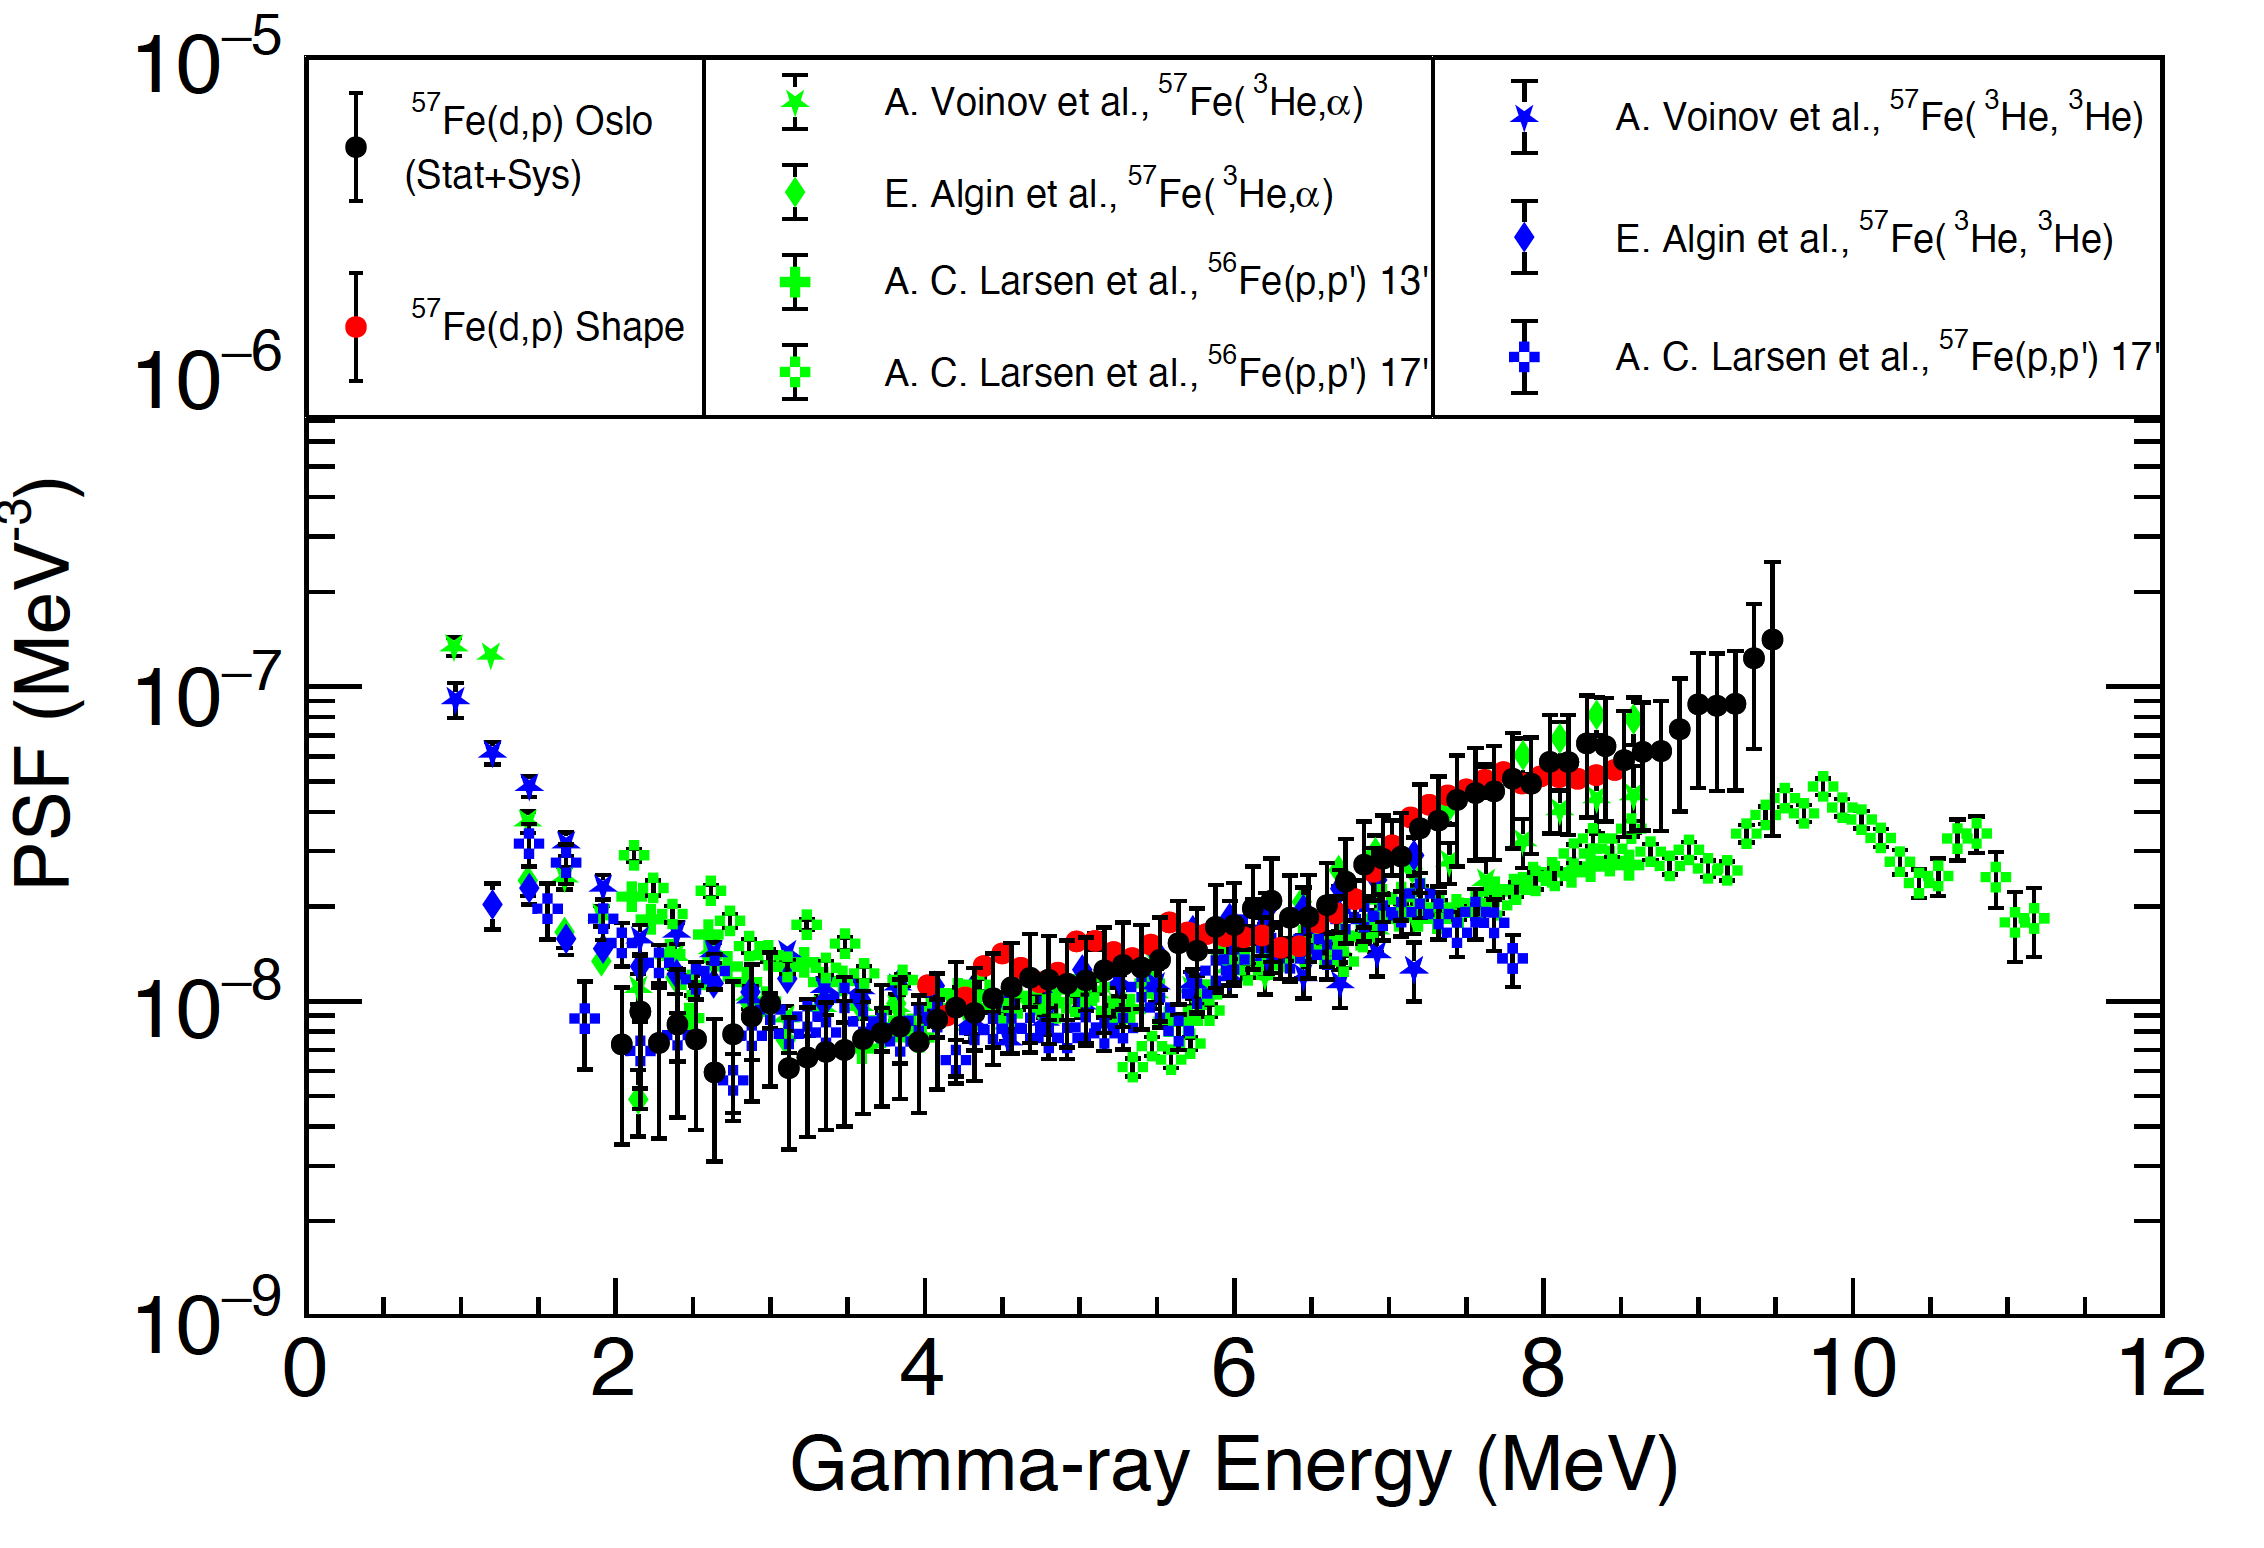 10⁻⁵
⁵⁷Fe(d,p) Oslo
(Stat+Sys)
⁵⁷Fe(d,p) Shape
A. Voinov et al., ⁵⁷Fe( ³He,α)
E. Algin et al., ⁵⁷Fe( ³He,α)
A. C. Larsen et al., ⁵⁶Fe(p,p') 13'
A. C. Larsen et al., ⁵⁶Fe(p,p') 17'
A. Voinov et al., ⁵⁷Fe( ³He, ³He)
E. Algin et al., ⁵⁷Fe( ³He, ³He)
A. C. Larsen et al., ⁵⁷Fe(p,p') 17'
10⁻⁶
10⁻⁷
10⁻⁸
10⁻⁹
PSF (MeV⁻³)
0 2 4 6 8 10 12
Gamma-ray Energy (MeV)